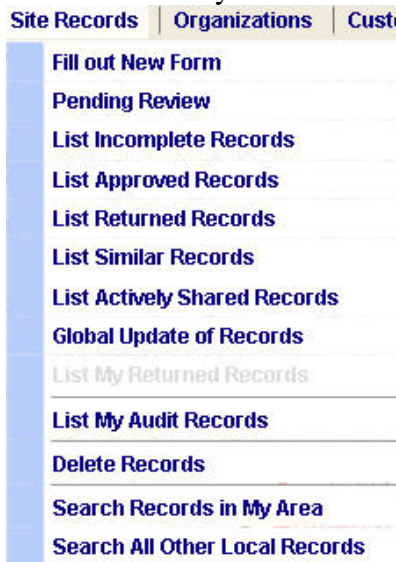 Site Records | Organizations |
Fill out New Form
Pending Review
List Incomplete Records
List Approved Records
List Returned Records
List Similar Records
List Actively Shared Records
Global Update of Records
List My Returned Records
List My Audit Records
Delete Records
Search Records in My Area
Search All Other Local Records